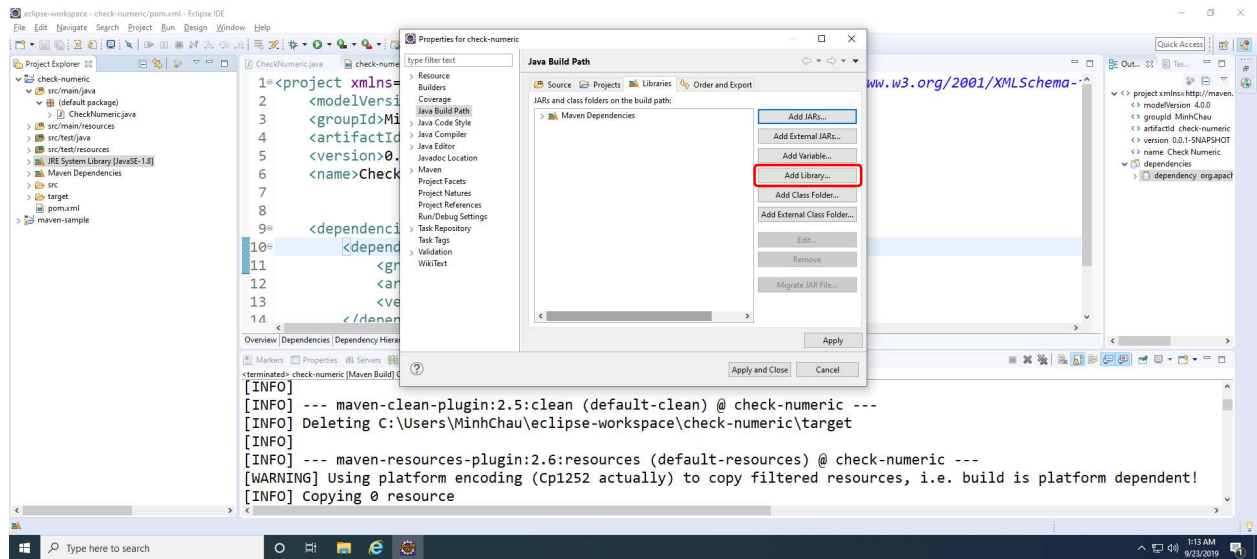 eclipse-workspace - check-numeric/pom.xml - Eclipse IDE
File Edit Navigate Search Project Run Design Window Help
Quick Access
Project Explorer
check-numeric
src/main/java
(default package)
CheckNumeric.java
src/main/resources
src/test/java
src/test/resources
JRE System Library [JavaSE-1.8]
Maven Dependencies
src
target
pom.xml
maven-sample
CheckNumeric.java check-nume
1 <project xmlns=
2 <modelVersi
3 <groupId>Mi
4 <artifactId
5 <version>0.
6 <name>Check
7
8
9 <dependenci
10 <depend
11 <gr
12 <ar
13 <ve
14 </depen
ww.w3.org/2001/XMLSchema-
Overview Dependencies Dependency Hierar
Properties for check-numeric
type filter text
Resource
Builders
Coverage
Java Build Path
Java Code Style
Java Compiler
Java Editor
Javadoc Location
Maven
Project Facets
Project Natures
Project References
Run/Debug Settings
Task Repository
Task Tags
Validation
WikiText
Java Build Path
Source Projects Libraries Order and Export
JARs and class folders on the build path:
Maven Dependencies
Add JARs...
Add External JARs...
Add Variable...
Add Library...
Add Class Folder...
Add External Class Folder...
Edit...
Remove
Migrate JAR File...
Apply
Apply and Close Cancel
Out... Tas...
project xmlns=http://maven.
modelVersion 4.0.0
groupId MinhChau
artifactId check-numeric
version 0.0.1-SNAPSHOT
name Check Numeric
dependencies
dependency org.apach
Markers Properties Servers
<terminated> check-numeric [Maven Build] C
[INFO]
[INFO] --- maven-clean-plugin:2.5:clean (default-clean) @ check-numeric ---
[INFO] Deleting C:\Users\MinhChau\eclipse-workspace\check-numeric\target
[INFO]
[INFO] --- maven-resources-plugin:2.6:resources (default-resources) @ check-numeric ---
[WARNING] Using platform encoding (Cp1252 actually) to copy filtered resources, i.e. build is platform dependent!
[INFO] Copying 0 resource
Type here to search
1:13 AM
9/23/2019